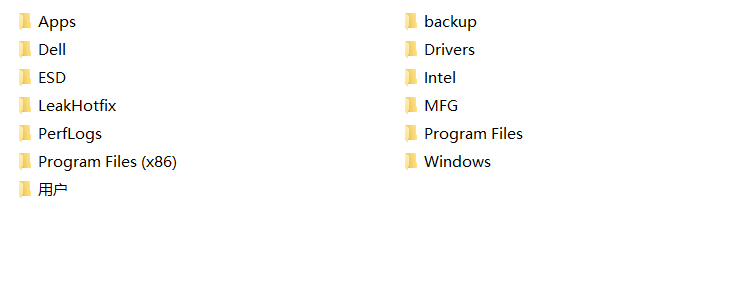 Apps
backup
Dell
Drivers
ESD
Intel
LeakHotfix
MFG
PerfLogs
Program Files
Program Files (x86)
Windows
用户